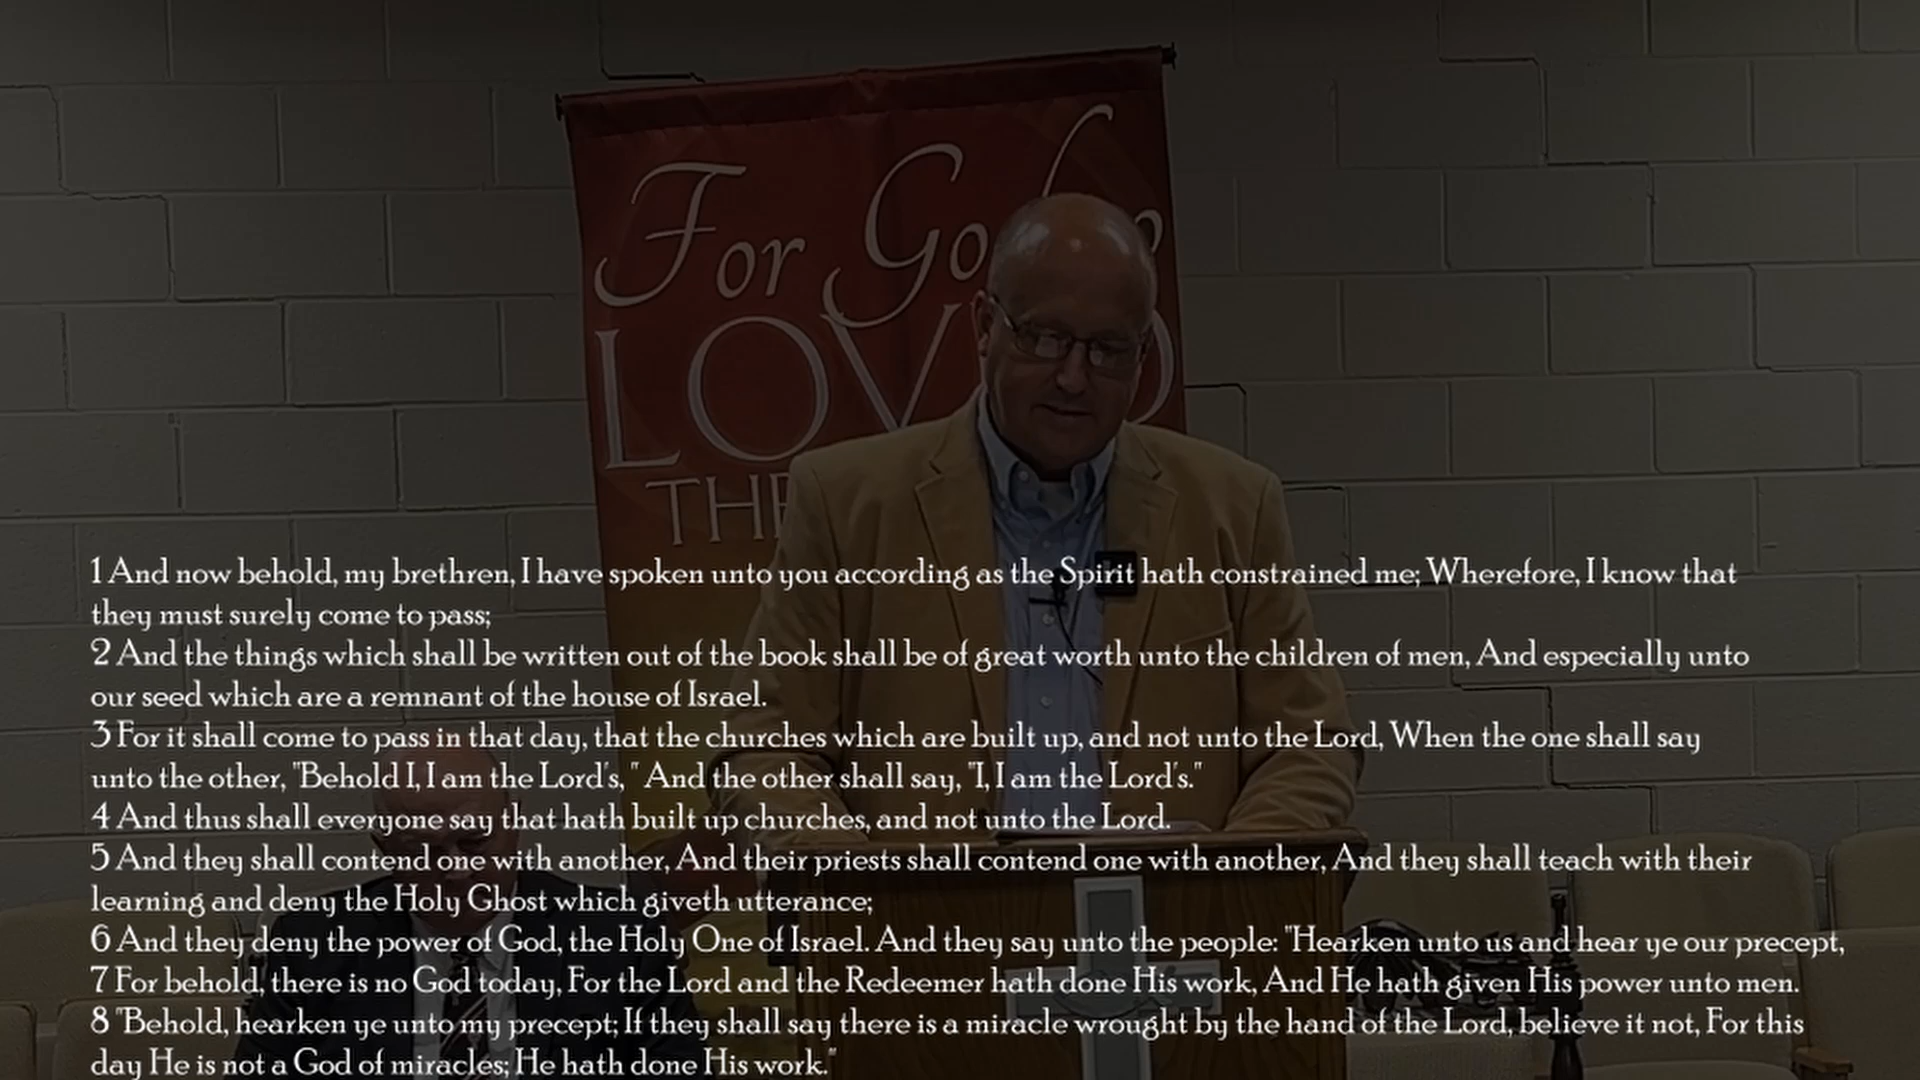 For God so
LOVED
THE
1 And now behold, my brethren, I have spoken unto you according as the Spirit hath constrained me; Wherefore, I know that
they must surely come to pass;
2 And the things which shall be written out of the book shall be of great worth unto the children of men, And especially unto
our seed which are a remnant of the house of Israel.
3 For it shall come to pass in that day, that the churches which are built up, and not unto the Lord, When the one shall say
unto the other, "Behold I, I am the Lord's, " And the other shall say, "I, I am the Lord's."
4 And thus shall everyone say that hath built up churches, and not unto the Lord.
5 And they shall contend one with another, And their priests shall contend one with another, And they shall teach with their
learning and deny the Holy Ghost which giveth utterance;
6 And they deny the power of God, the Holy One of Israel. And they say unto the people: "Hearken unto us and hear ye our precept,
7 For behold, there is no God today, For the Lord and the Redeemer hath done His work, And He hath given His power unto men.
8 "Behold, hearken ye unto my precept; If they shall say there is a miracle wrought by the hand of the Lord, believe it not, For this
day He is not a God of miracles; He hath done His work."